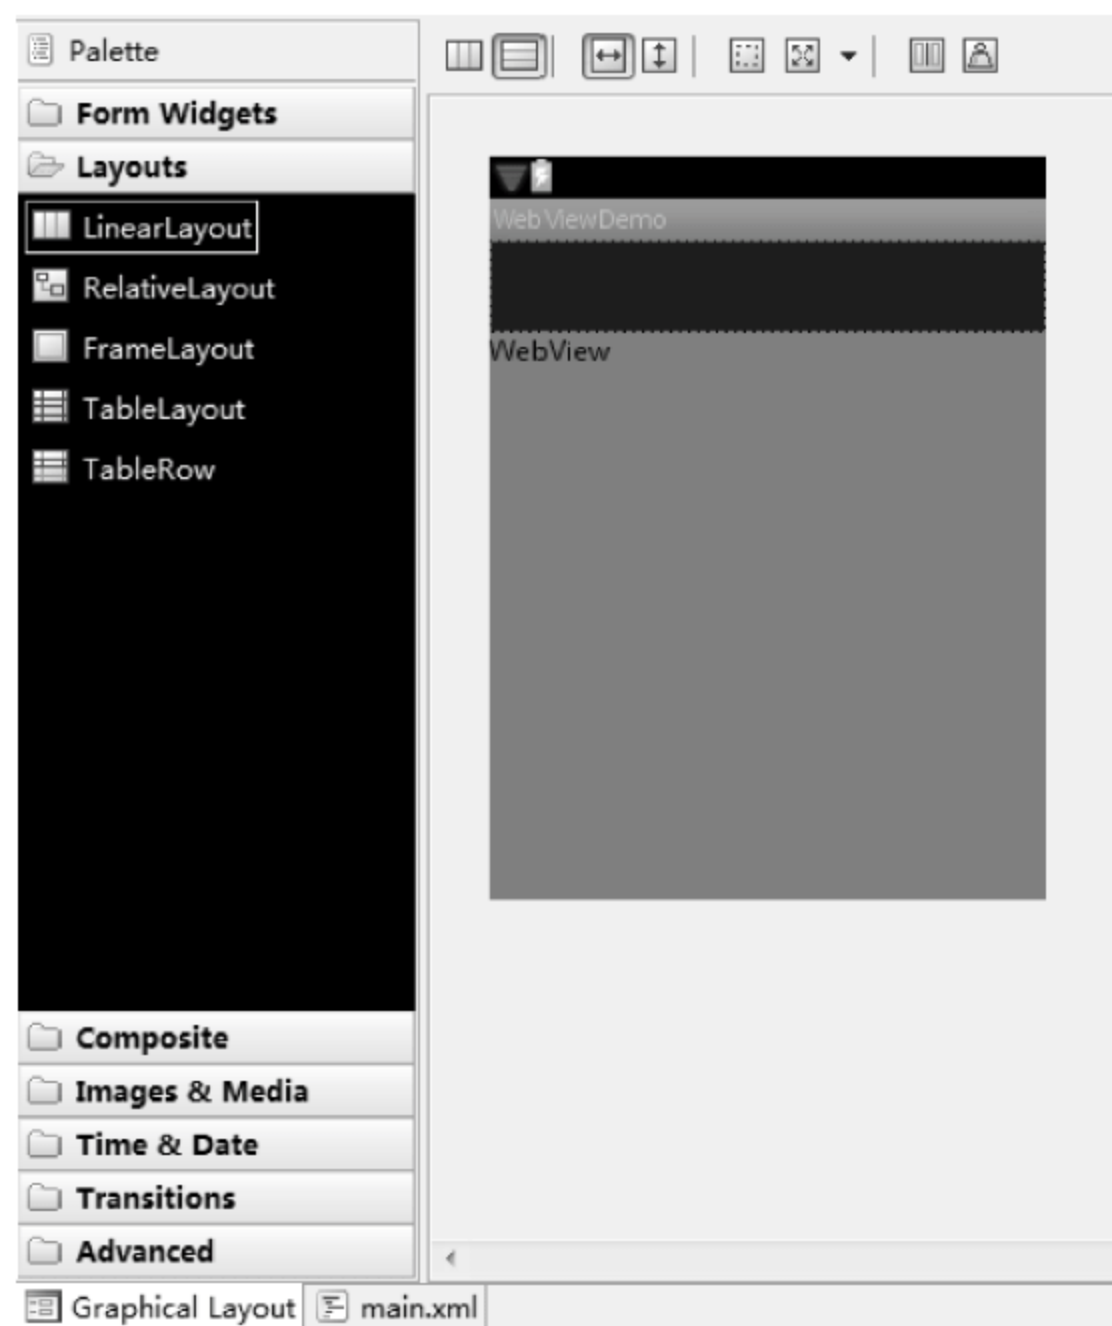 Palette
Form Widgets
Layouts
LinearLayout
RelativeLayout
FrameLayout
TableLayout
TableRow
Composite
Images & Media
Time & Date
Transitions
Advanced
WebViewDemo
WebView
Graphical Layout
main.xml